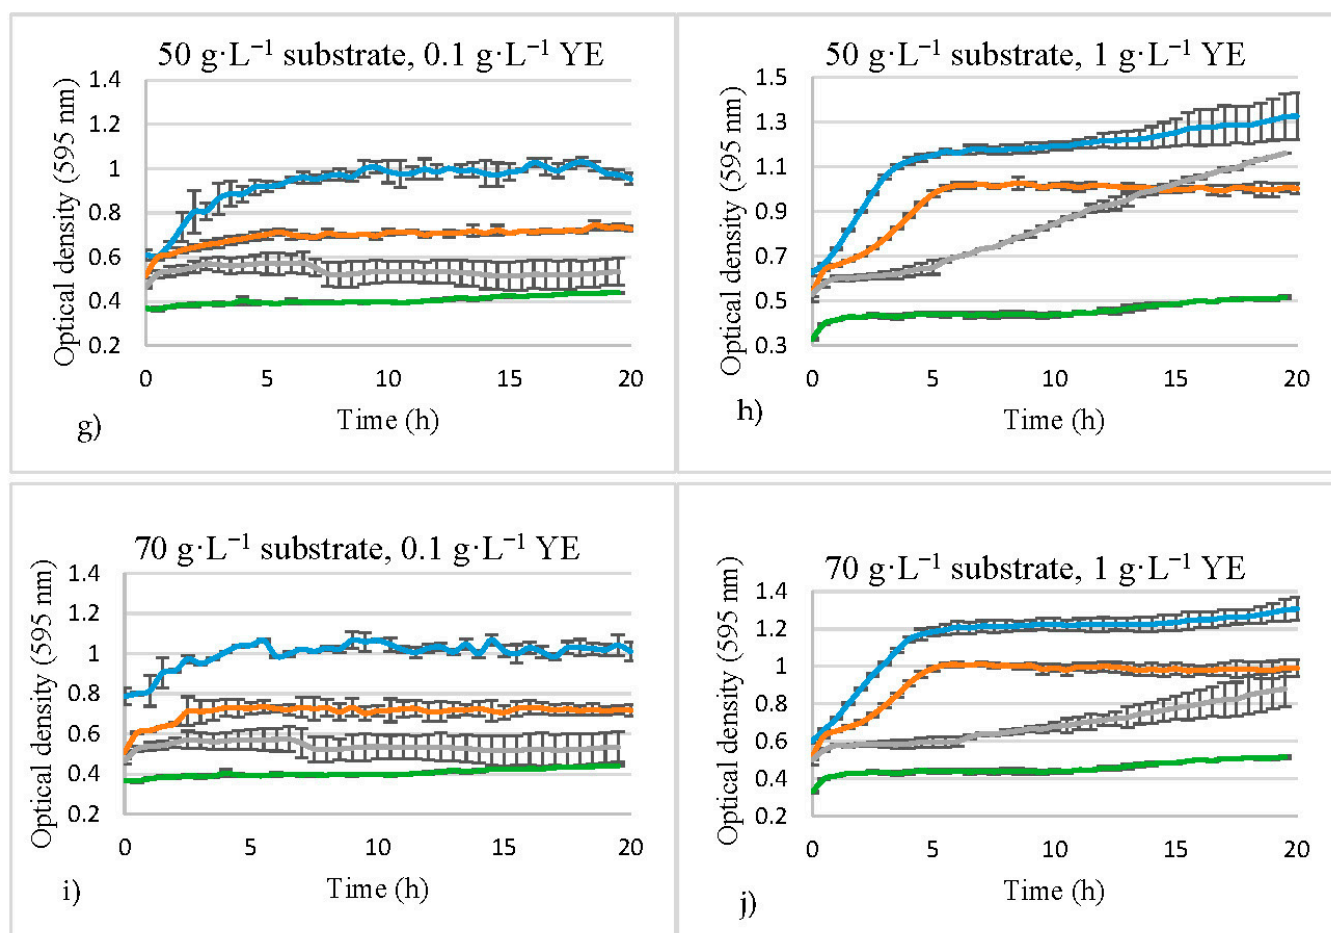 50 g·L⁻¹ substrate, 0.1 g·L⁻¹ YE
Optical density (595 nm)
1.4
1.2
1
0.8
0.6
0.4
0.2
0 5 10 15 20
Time (h)
g)
50 g·L⁻¹ substrate, 1 g·L⁻¹ YE
Optical density (595 nm)
1.5
1.3
1.1
0.9
0.7
0.5
0.3
0 5 10 15 20
Time (h)
h)
70 g·L⁻¹ substrate, 0.1 g·L⁻¹ YE
Optical density (595 nm)
1.4
1.2
1
0.8
0.6
0.4
0.2
0 5 10 15 20
Time (h)
i)
70 g·L⁻¹ substrate, 1 g·L⁻¹ YE
Optical density (595 nm)
1.4
1.2
1
0.8
0.6
0.4
0.2
0 5 10 15 20
Time (h)
j)